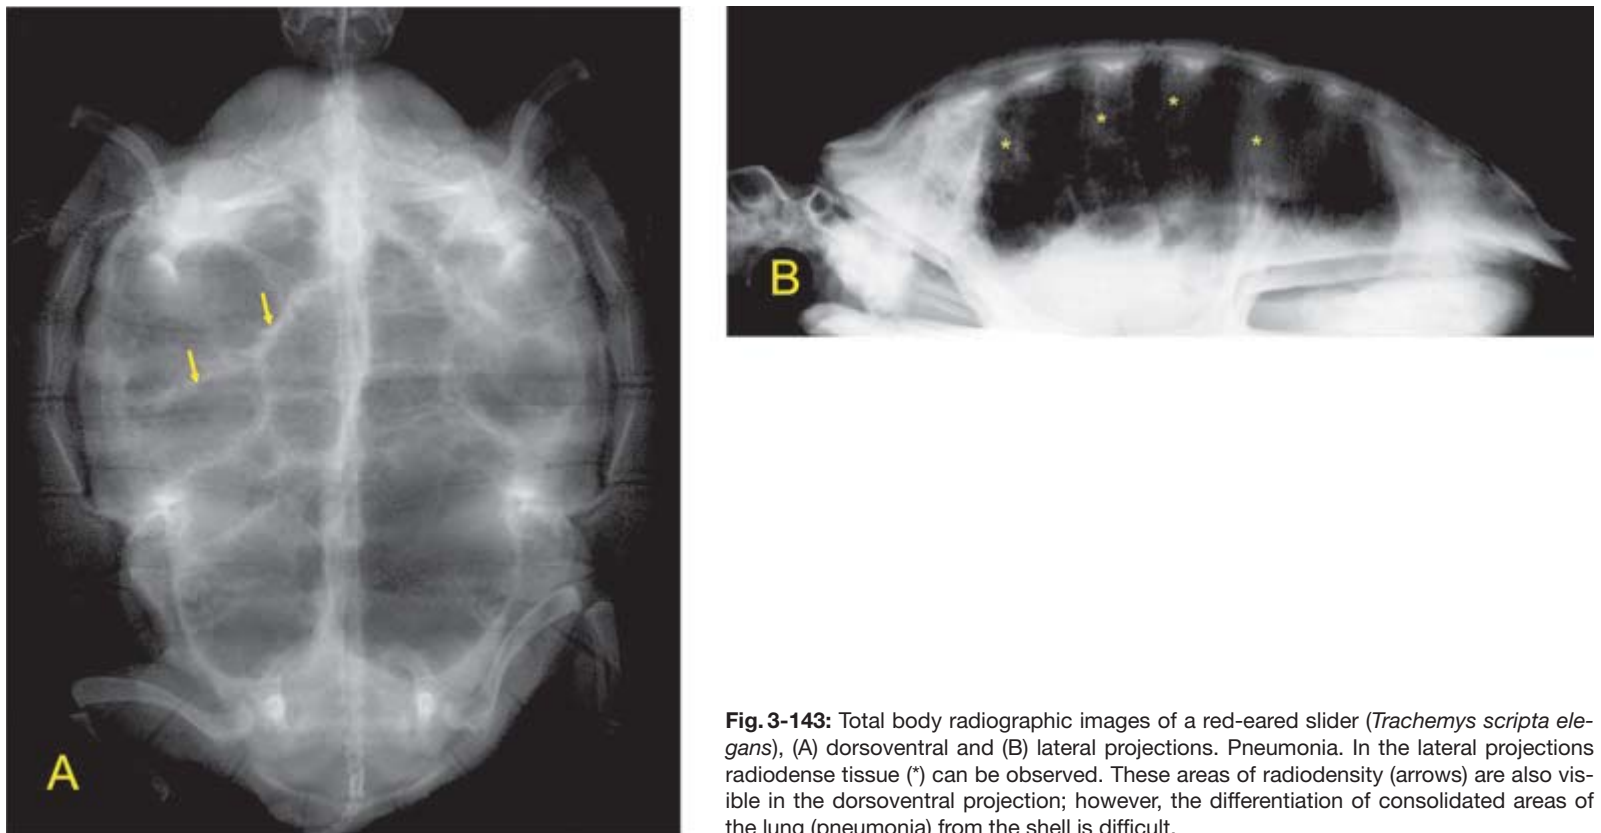 A
B
Fig. 3-143: Total body radiographic images of a red-eared slider (Trachemys scripta ele-
gans), (A) dorsoventral and (B) lateral projections. Pneumonia. In the lateral projections
radiodense tissue (*) can be observed. These areas of radiodensity (arrows) are also vis-
ible in the dorsoventral projection; however, the differentiation of consolidated areas of
the lung (pneumonia) from the shell is difficult.